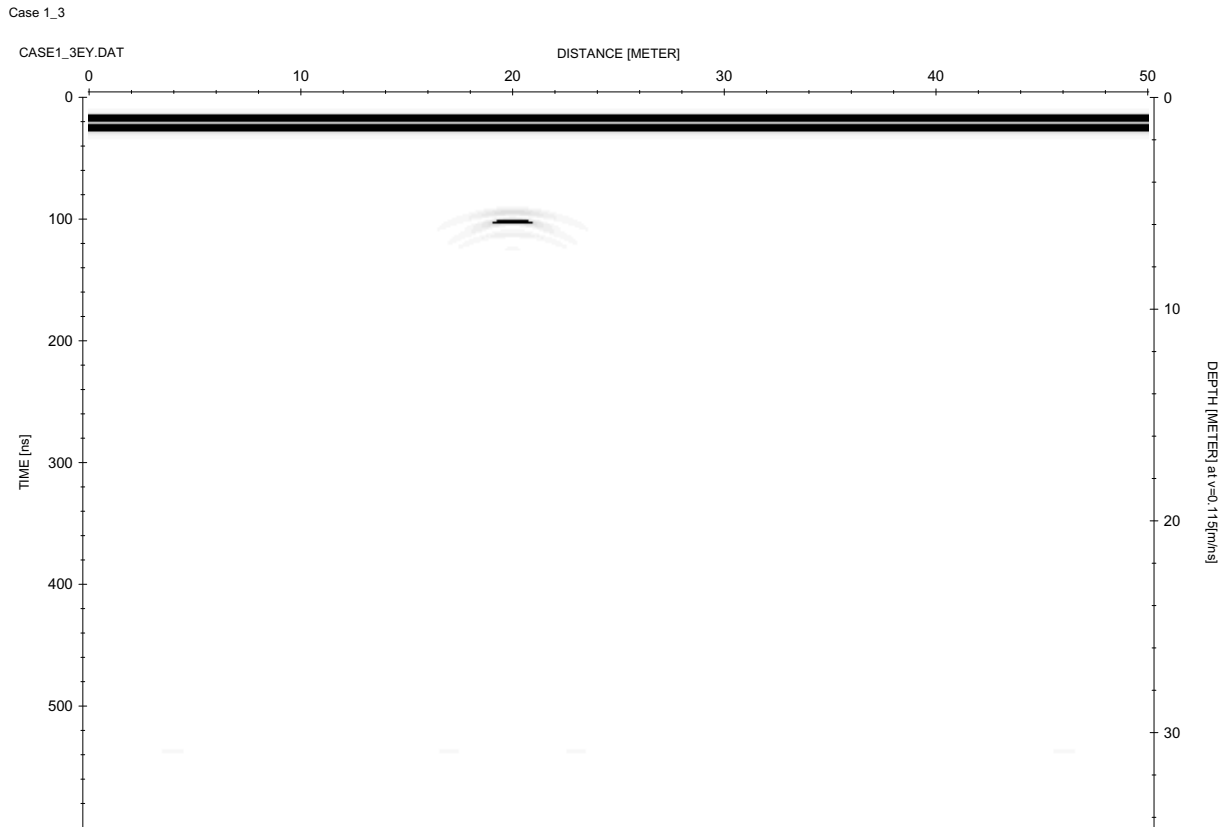 Case 1_3
CASE1_3EY.DAT
DISTANCE [METER]
0 10 20 30 40 50
0
100
200
300
400
500
TIME [ns]
0
10
20
30
DEPTH [METER] at v=0.115[m/ns]